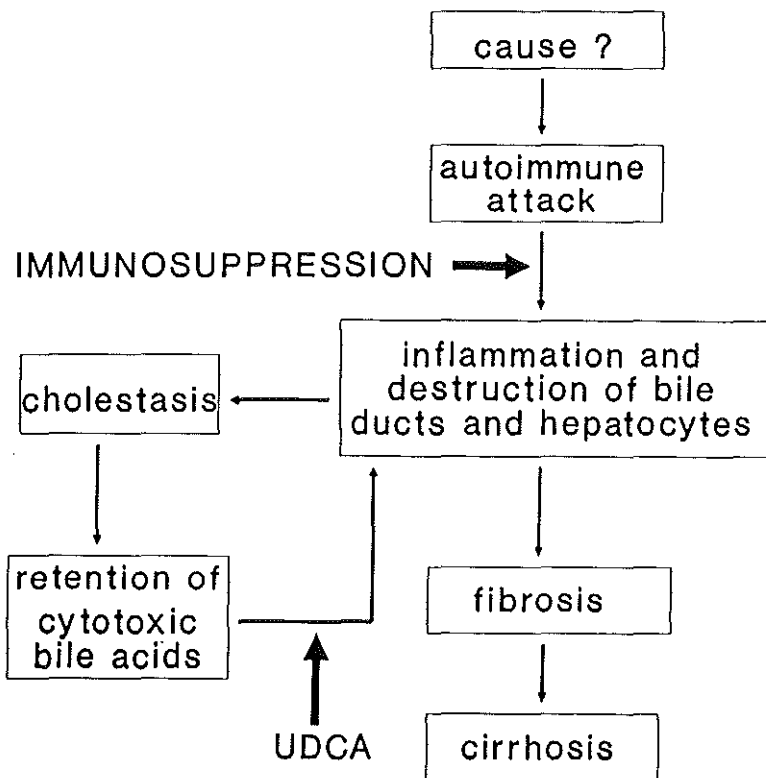 cause ?
autoimmune
attack
IMMUNOSUPPRESSION
inflammation and
destruction of bile
ducts and hepatocytes
cholestasis
retention of
cytotoxic
bile acids
UDCA
fibrosis
cirrhosis